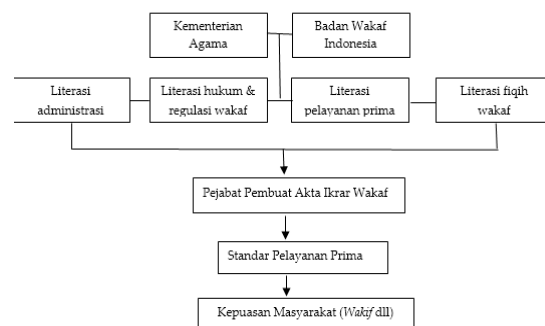 Kementerian
Agama
Badan Wakaf
Indonesia
Literasi
administrasi
Literasi hukum &
regulasi wakaf
Literasi
pelayanan prima
Literasi fiqih
wakaf
Pejabat Pembuat Akta Ikrar Wakaf
Standar Pelayanan Prima
Kepuasan Masyarakat (Wakif dll)